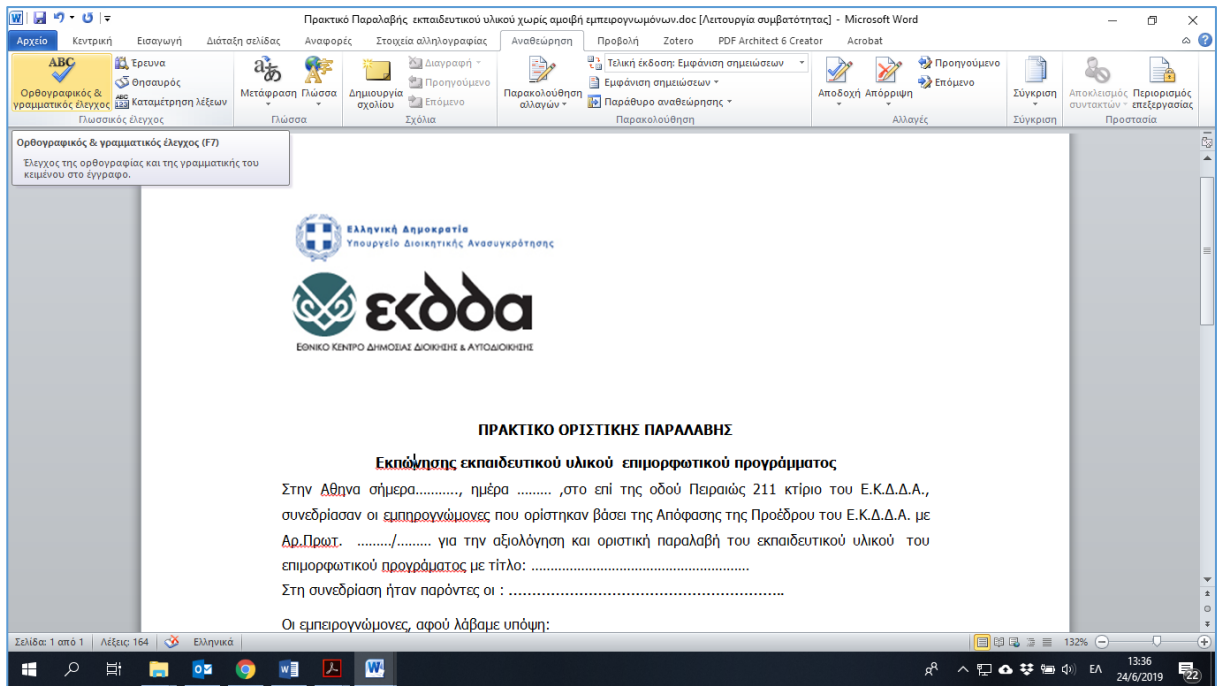 Πρακτικό Παραλαβής εκπαιδευτικού υλικού χωρίς αμοιβή εμπειρογνωμόνων.doc [Λειτουργία συμβατότητας] - Microsoft Word
Αρχείο Κεντρική Εισαγωγή Διάταξη σελίδας Αναφορές Στοιχεία αλληλογραφίας Αναθεώρηση Προβολή Zotero PDF Architect 6 Creator Acrobat
ABC
Ορθογραφικός & γραμματικός έλεγχος
Έρευνα
Θησαυρός
ABC 123 Καταμέτρηση λέξεων
Μετάφραση Γλώσσα
Δημιουργία σχολίου
Διαγραφή
Προηγούμενο
Επόμενο
Παρακολούθηση αλλαγών
Τελική έκδοση: Εμφάνιση σημειώσεων
Εμφάνιση σημειώσεων
Παράθυρο αναθεώρησης
Αποδοχή Απόρριψη
Προηγούμενο
Επόμενο
Σύγκριση
Αποκλεισμός συντακτών
Περιορισμός επεξεργασίας
Γλωσσικός έλεγχος Γλώσσα Σχόλια Παρακολούθηση Αλλαγές Σύγκριση Προστασία
Ορθογραφικός & γραμματικός έλεγχος (F7)
Έλεγχος της ορθογραφίας και της γραμματικής του
κειμένου στο έγγραφο.
Ελληνική Δημοκρατία
Υπουργείο Διοικητικής Ανασυγκρότησης
εκδδα
ΕΘΝΙΚΟ ΚΕΝΤΡΟ ΔΗΜΟΣΙΑΣ ΔΙΟΙΚΗΣΗΣ & ΑΥΤΟΔΙΟΙΚΗΣΗΣ
ΠΡΑΚΤΙΚΟ ΟΡΙΣΤΙΚΗΣ ΠΑΡΑΛΑΒΗΣ
Εκπώνησης εκπαιδευτικού υλικού επιμορφωτικού προγράμματος
Στην Αθηνα σήμερα..........., ημέρα ......... ,στο επί της οδού Πειραιώς 211 κτίριο του Ε.Κ.Δ.Δ.Α.,
συνεδρίασαν οι εμπηρογνώμονες που ορίστηκαν βάσει της Απόφασης της Προέδρου του Ε.Κ.Δ.Δ.Α. με
Αρ.Πρωτ. ........./......... για την αξιολόγηση και οριστική παραλαβή του εκπαιδευτικού υλικού του
επιμορφωτικού προγράματος με τίτλο: .........................................................
Στη συνεδρίαση ήταν παρόντες οι : ...........................................................
Οι εμπειρογνώμονες, αφού λάβαμε υπόψη:
Σελίδα: 1 από 1 Λέξεις: 164 Ελληνικά 132%
ΕΛ 13:36
24/6/2019 22